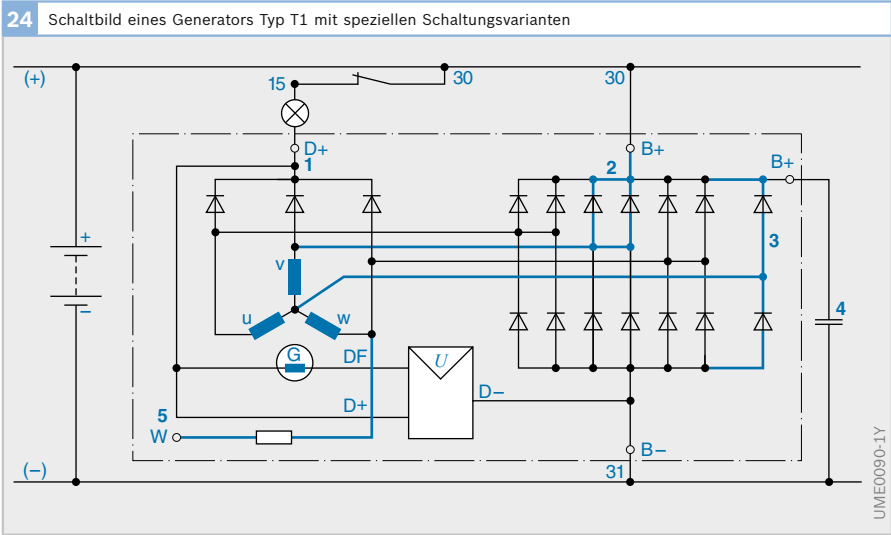 24 Schaltbild eines Generators Typ T1 mit speziellen Schaltungsvarianten
(+)
15
30
30
D+
1
B+
2
B+
3
+
−
v
u
w
4
G
DF
U
D+
D−
5
W
B−
(−)
31
UME0090-1Y